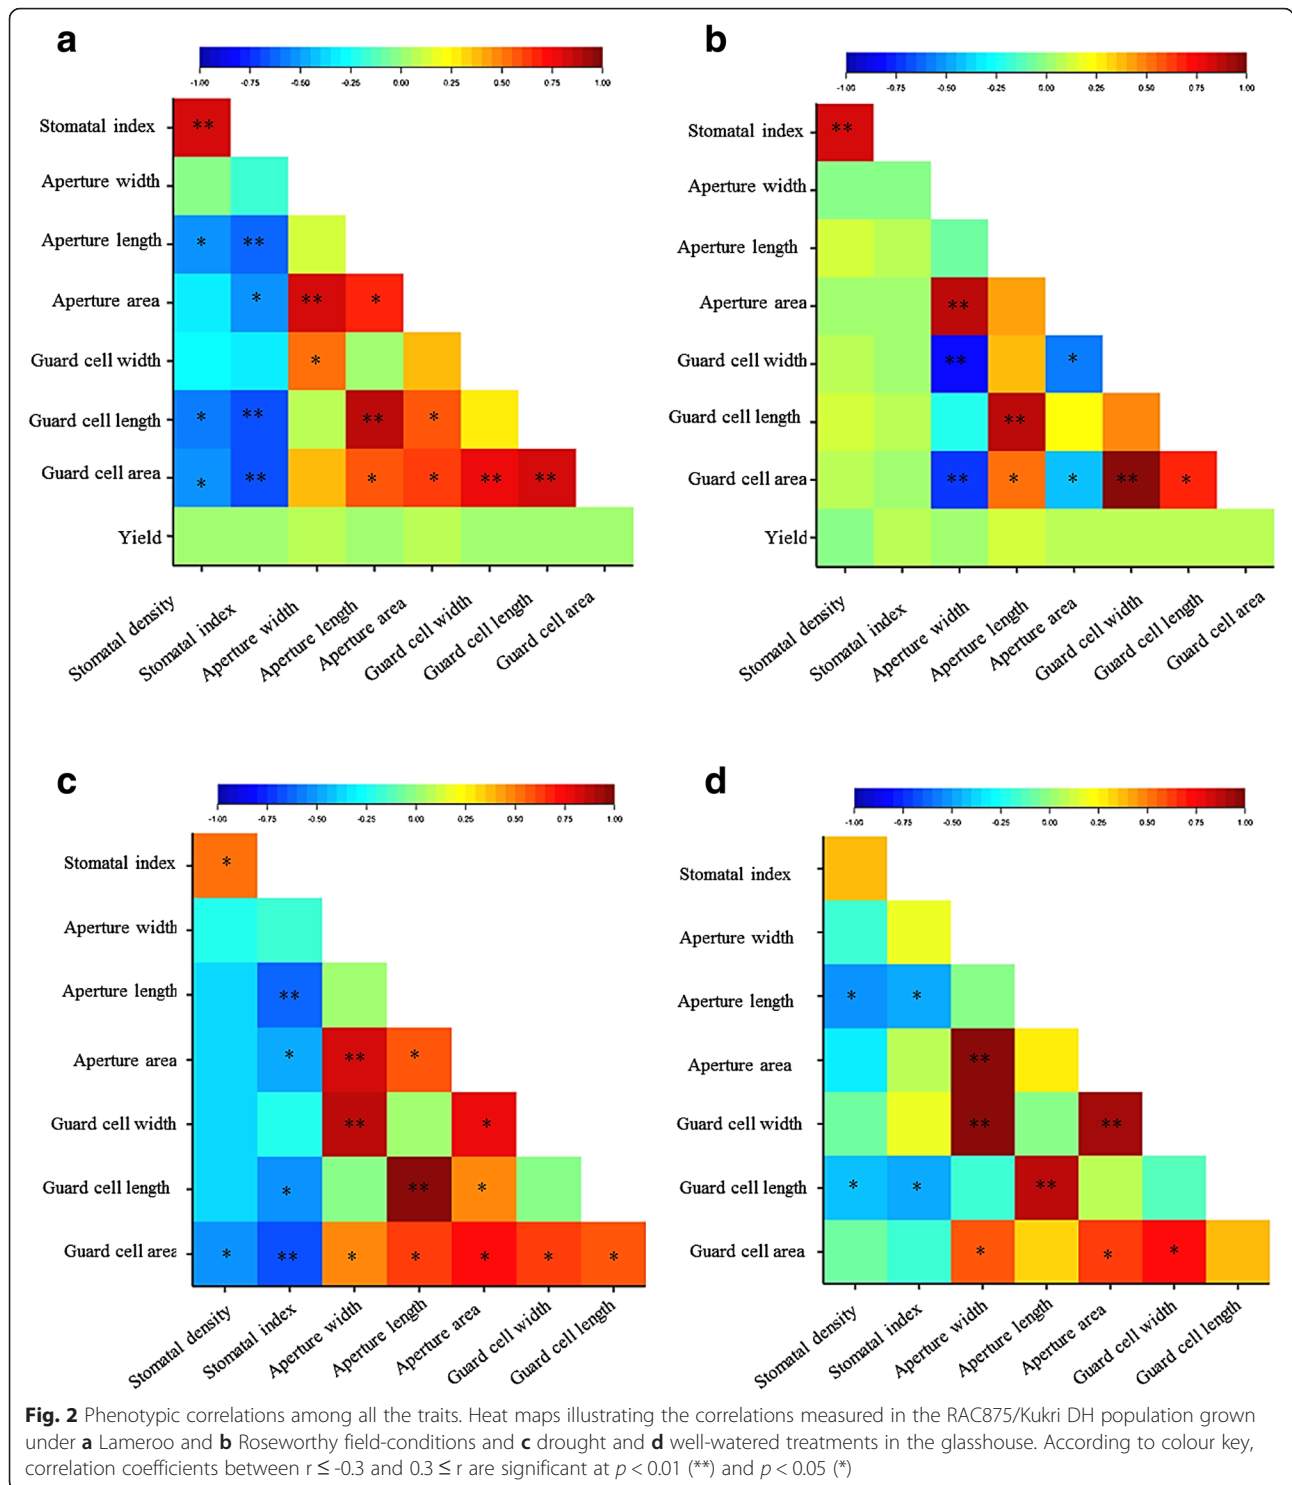 a
-1.00 -0.75 -0.50 -0.25 0.00 0.25 0.50 0.75 1.00
Stomatal index **
Aperture width
Aperture length * **
Aperture area * ** *
Guard cell width *
Guard cell length * ** ** *
Guard cell area * ** * * ** **
Yield
Stomatal density
Stomatal index
Aperture width
Aperture length
Aperture area
Guard cell width
Guard cell length
Guard cell area
b
-1.00 -0.75 -0.50 -0.25 0.00 0.25 0.50 0.75 1.00
Stomatal index **
Aperture width
Aperture length
Aperture area **
Guard cell width ** *
Guard cell length **
Guard cell area ** * * ** *
Yield
Stomatal density
Stomatal index
Aperture width
Aperture length
Aperture area
Guard cell width
Guard cell length
Guard cell area
c
-1.00 -0.75 -0.50 -0.25 0.00 0.25 0.50 0.75 1.00
Stomatal index *
Aperture width
Aperture length **
Aperture area * ** *
Guard cell width ** *
Guard cell length * ** *
Guard cell area * ** * * * * *
Stomatal density
Stomatal index
Aperture width
Aperture length
Aperture area
Guard cell width
Guard cell length
d
-1.00 -0.75 -0.50 -0.25 0.00 0.25 0.50 0.75 1.00
Stomatal index
Aperture width
Aperture length * *
Aperture area **
Guard cell width ** **
Guard cell length * * **
Guard cell area * * *
Stomatal density
Stomatal index
Aperture width
Aperture length
Aperture area
Guard cell width
Guard cell length
Fig. 2 Phenotypic correlations among all the traits. Heat maps illustrating the correlations measured in the RAC875/Kukri DH population grown
under a Lameroo and b Roseworthy field-conditions and c drought and d well-watered treatments in the glasshouse. According to colour key,
correlation coefficients between r ≤ -0.3 and 0.3 ≤ r are significant at p < 0.01 (**) and p < 0.05 (*)